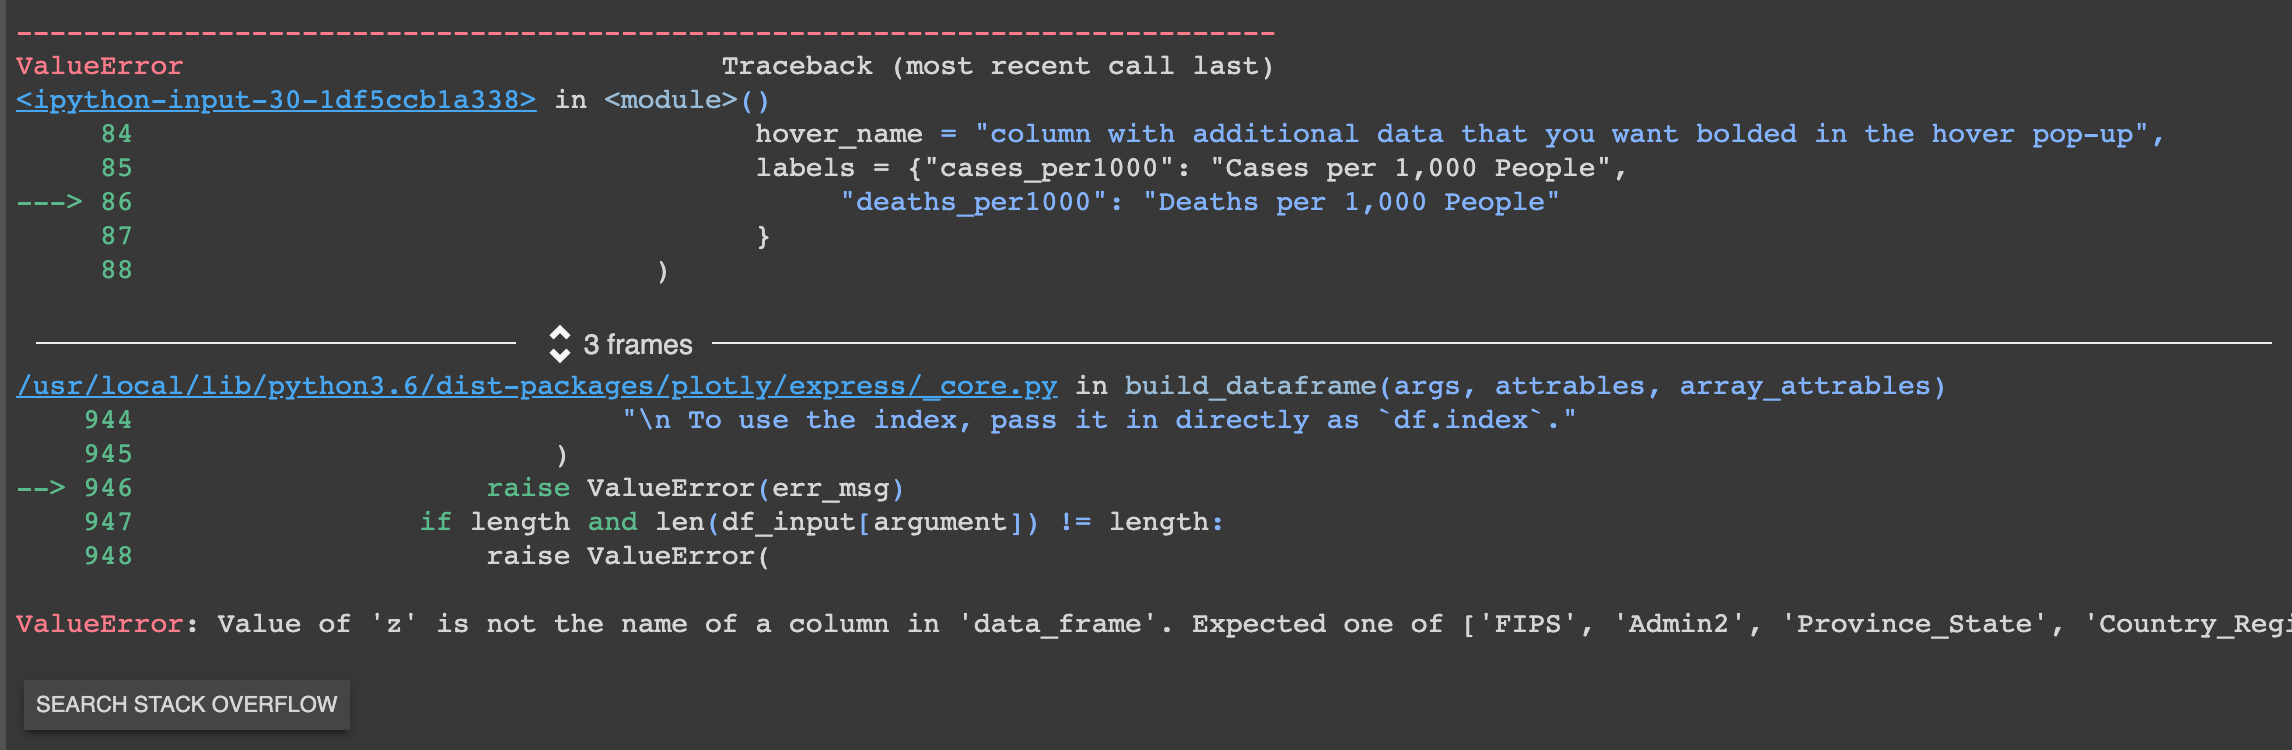 ---------------------------------------------------------------------------
ValueError                                Traceback (most recent call last)
<ipython-input-30-1df5ccb1a338> in <module>()
     84                                     hover_name = "column with additional data that you want bolded in the hover pop-up",
     85                                     labels = {"cases_per1000": "Cases per 1,000 People",
---> 86                                          "deaths_per1000": "Deaths per 1,000 People"
     87                                     }
     88                               )
3 frames
/usr/local/lib/python3.6/dist-packages/plotly/express/_core.py in build_dataframe(args, attrables, array_attrables)
    944                             "\n To use the index, pass it in directly as `df.index`."
    945                         )
--> 946                     raise ValueError(err_msg)
    947                 if length and len(df_input[argument]) != length:
    948                     raise ValueError(
ValueError: Value of 'z' is not the name of a column in 'data_frame'. Expected one of ['FIPS', 'Admin2', 'Province_State', 'Country_Regi
SEARCH STACK OVERFLOW